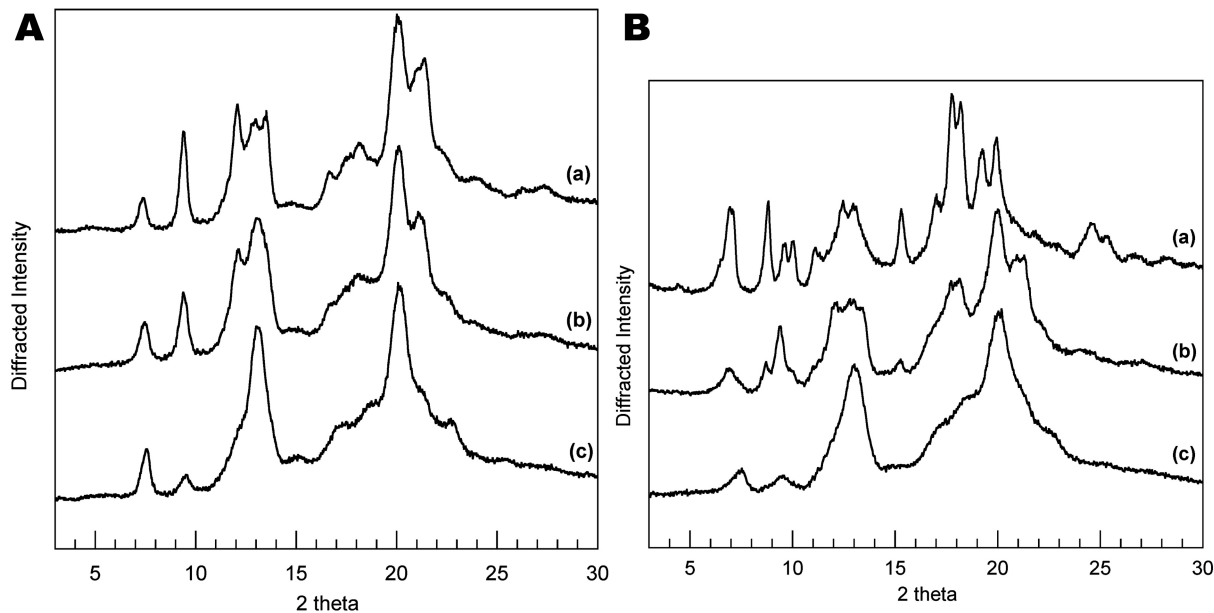 A
(a)
(b)
(c)
Diffracted Intensity
5 10 15 20 25 30
2 theta
B
(a)
(b)
(c)
Diffracted Intensity
5 10 15 20 25 30
2 theta